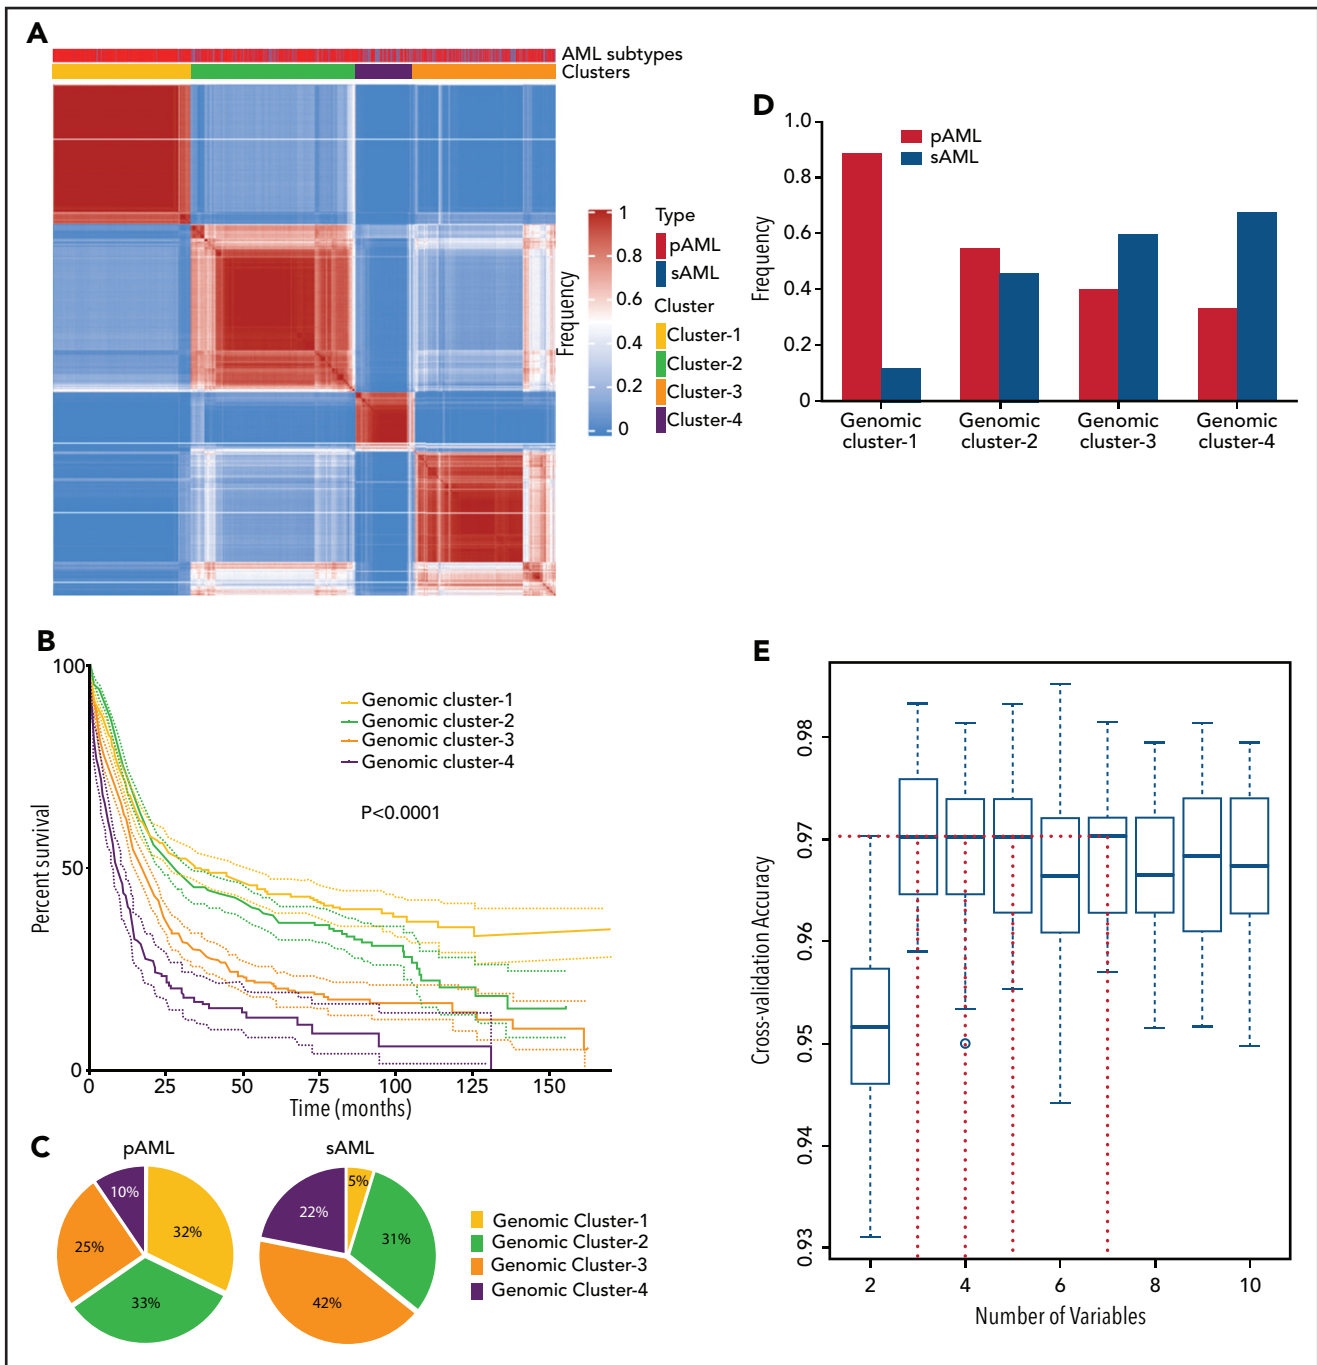 A
AML subtypes
Clusters
Frequency
1
0.8
0.6
0.4
0.2
0
Type
pAML
sAML
Cluster
Cluster-1
Cluster-2
Cluster-3
Cluster-4
D
Frequency
1.0
0.8
0.6
0.4
0.2
0
pAML
sAML
Genomic cluster-1
Genomic cluster-2
Genomic cluster-3
Genomic cluster-4
B
Percent survival
100
50
0
Genomic cluster-1
Genomic cluster-2
Genomic cluster-3
Genomic cluster-4
P<0.0001
0 25 50 75 100 125 150
Time (months)
C
pAML
10%
32%
25%
33%
sAML
5%
22%
31%
42%
Genomic Cluster-1
Genomic Cluster-2
Genomic Cluster-3
Genomic Cluster-4
E
Cross-validation Accuracy
0.98
0.97
0.96
0.95
0.94
0.93
2 4 6 8 10
Number of Variables